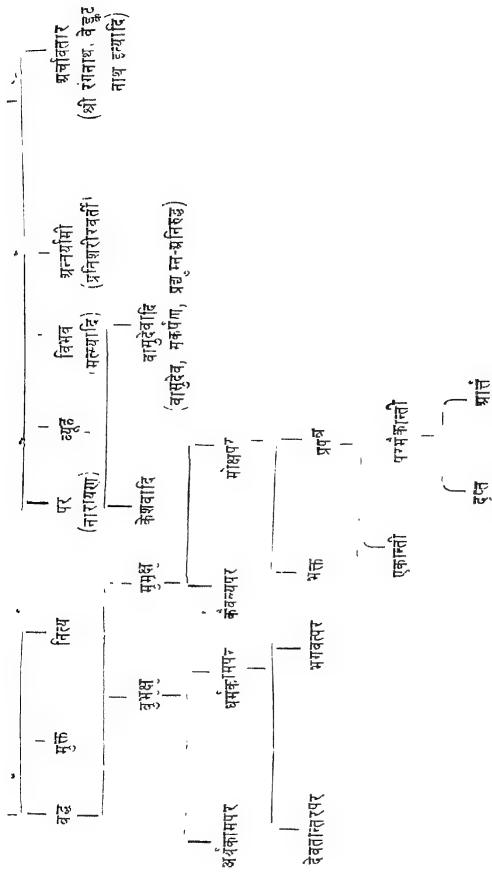 बद्ध मुक्त नित्य पर व्यूह विभव अन्तर्यामी अर्चावतार
(नारायण) (मत्स्यादि) (प्रतिशरीरवर्ती) (श्री रंगनाथ, वेङ्कट
नाथ इत्यादि)
बुभुक्षु मुमुक्षु केशवादि वासुदेवादि
(वासुदेव, संकर्षण, प्रद्युम्न-अनिरुद्ध)
अर्थकामपर धर्मकामपर कैवल्यपर मोक्षपर
देवतान्तरपर भगवत्पर भक्त प्रपन्न
एकान्ती परमैकान्ती
दृप्त आर्त्त